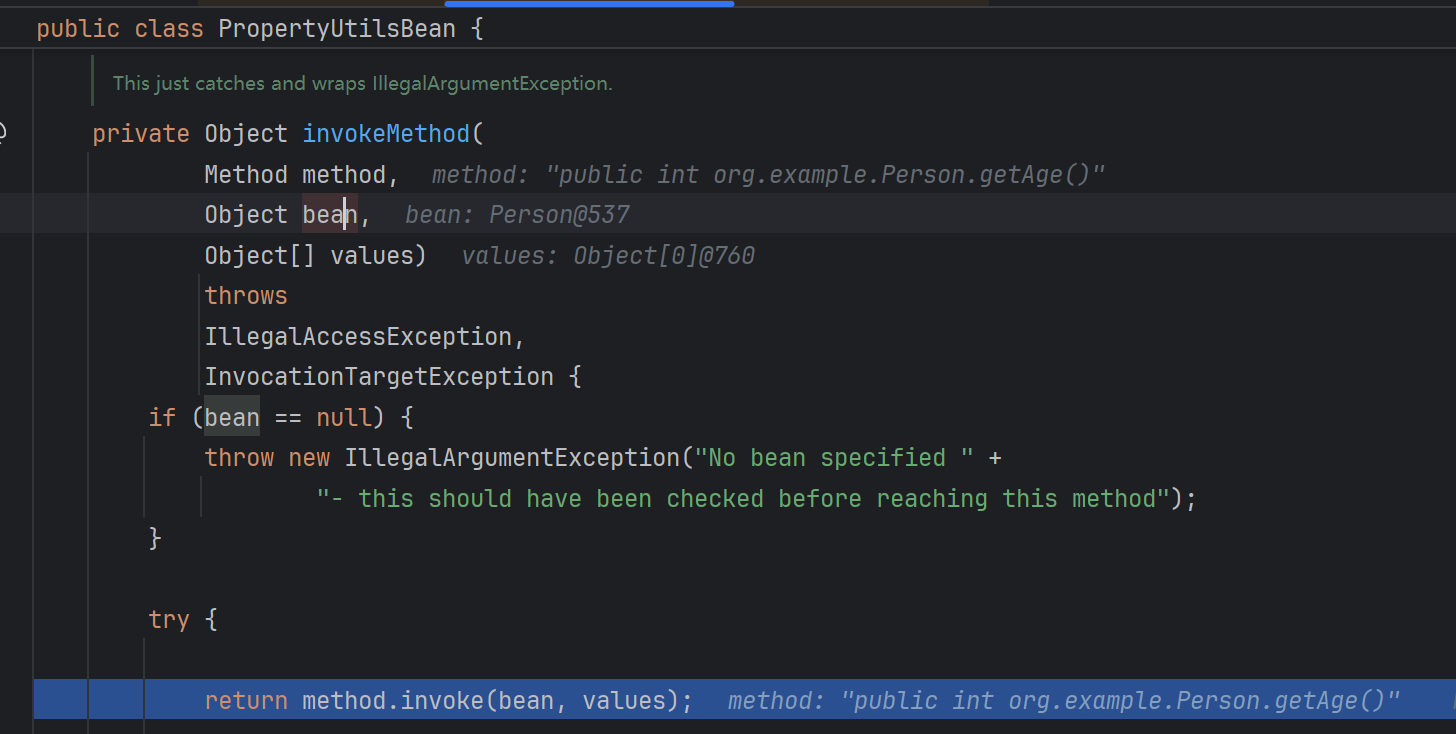 public class PropertyUtilsBean {
This just catches and wraps IllegalArgumentException.
private Object invokeMethod(
Method method, method: "public int org.example.Person.getAge()"
Object bean, bean: Person@537
Object[] values) values: Object[0]@760
throws
IllegalAccessException,
InvocationTargetException {
if (bean == null) {
throw new IllegalArgumentException("No bean specified " +
"- this should have been checked before reaching this method");
}
try {
return method.invoke(bean, values); method: "public int org.example.Person.getAge()"